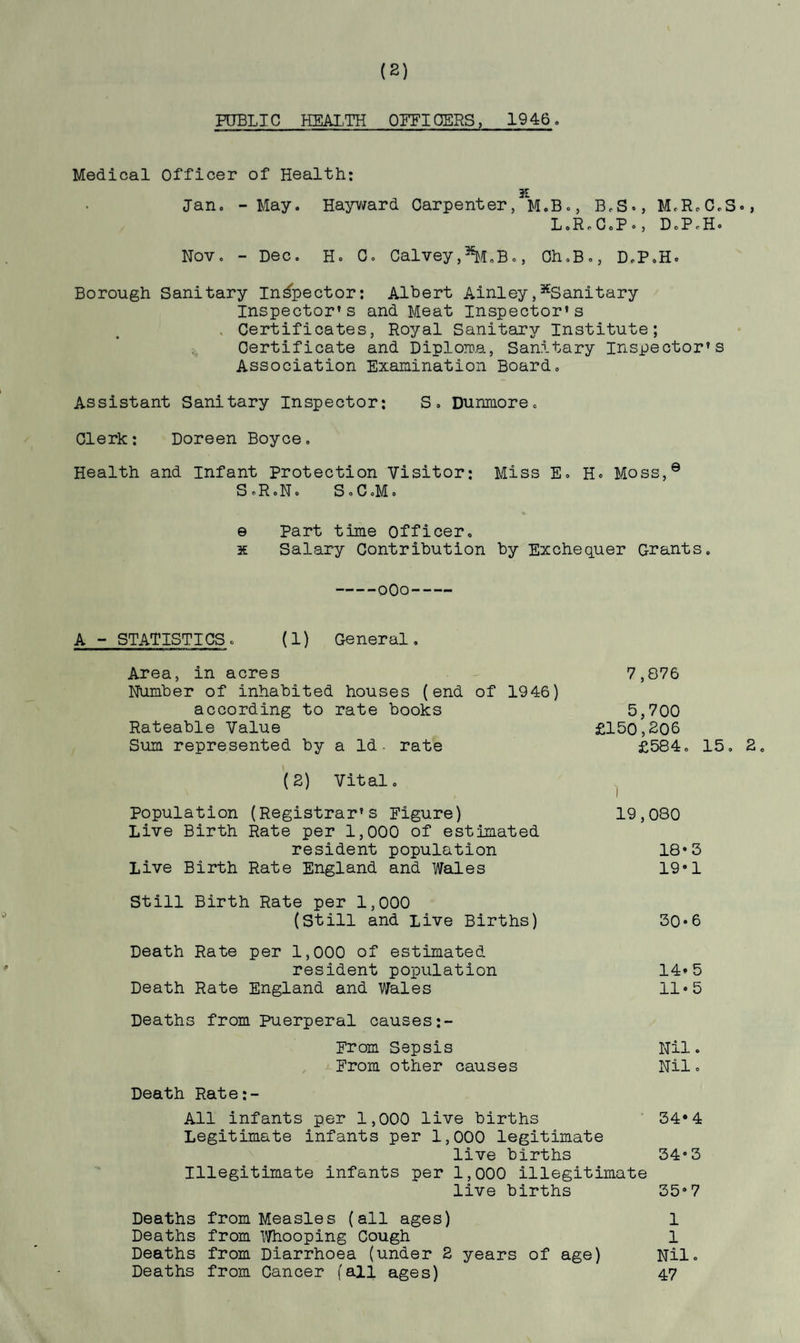 (2)
PUBLIC HEALTH OFFICERS, 1946.
Medical Officer of Health:
Jan. - May. Hayward Carpenter,ж M.B., B.S., M.R.C.S.,
L.R.C.P., D.P.H.
Nov. - Dec. H. C. Calvey,жM.B., Ch.B., D.P.H.
Borough Sanitary Inspector: Albert Ainley,жSanitary
Inspector's and Meat Inspector's
Certificates, Royal Sanitary Institute;
Certificate and Diploma, Sanitary Inspector's
Association Examination Board.
Assistant Sanitary Inspector: S. Dunmore.
Clerk: Doreen Boyce.
Health and Infant Protection Visitor: Miss E. H. Moss,ө
S.R.N. S.C.M.
ө Part time Officer.
ж Salary Contribution by Exchequer Grants.
----oOo----
A - STATISTICS. (1) General.
Area, in acres 7,876
Number of inhabited houses (end of 1946)
according to rate books 5,700
Rateable Value £150,206
Sum represented by a 1d. rate £584. 15. 2.
(2) Vital.
Population (Registrar's Figure) 19,080
Live Birth Rate per 1,000 of estimated
resident population 18·3
Live Birth Rate England and Wales 19·1
Still Birth Rate per 1,000
(Still and Live Births) 30·6
Death Rate per 1,000 of estimated
resident population 14·5
Death Rate England and Wales 11·5
Deaths from Puerperal causes:-
From Sepsis Nil.
From other causes Nil.
Death Rate:-
All infants per 1,000 live births 34·4
Legitimate infants per 1,000 legitimate
live births 34·3
Illegitimate infants per 1,000 illegitimate
live births 35·7
Deaths from Measles (all ages) 1
Deaths from Whooping Cough 1
Deaths from Diarrhoea (under 2 years of age) Nil.
Deaths from Cancer (all ages) 47